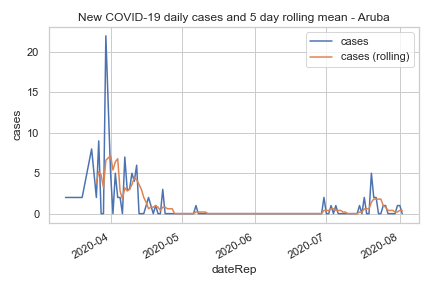 New COVID-19 daily cases and 5 day rolling mean - Aruba
cases
cases (rolling)
20
15
10
5
0
cases
2020-04
2020-05
2020-06
2020-07
2020-08
dateRep